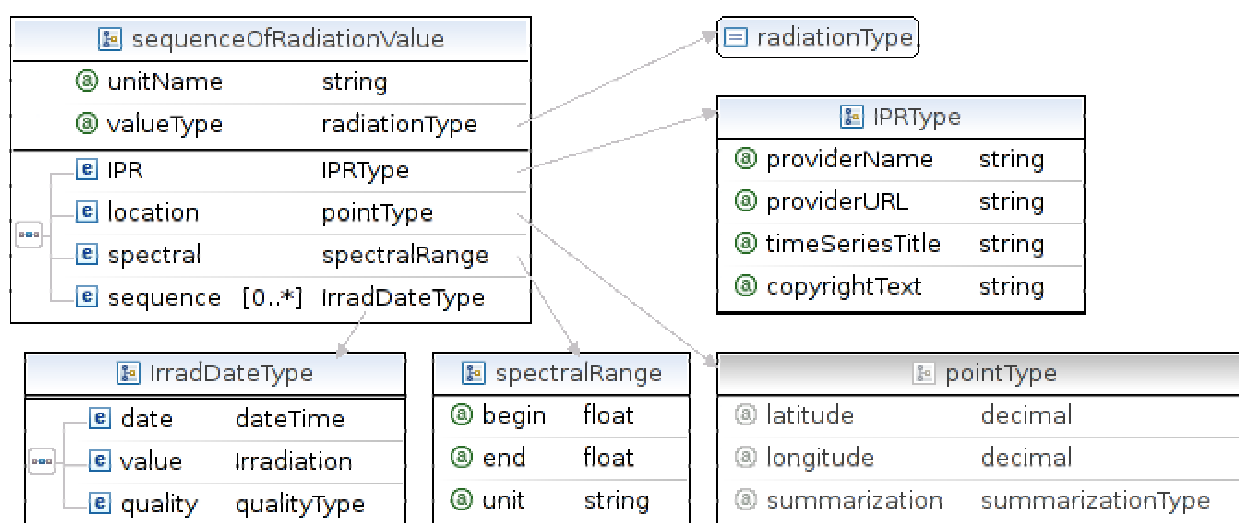 sequenceOfRadiationValue
unitName string
valueType radiationType
IPR IPRType
location pointType
spectral spectralRange
sequence [0..*] IrradDateType
radiationType
IPRType
providerName string
providerURL string
timeSeriesTitle string
copyrightText string
IrradDateType
date dateTime
value Irradiation
quality qualityType
spectralRange
begin float
end float
unit string
pointType
latitude decimal
longitude decimal
summarization summarizationType